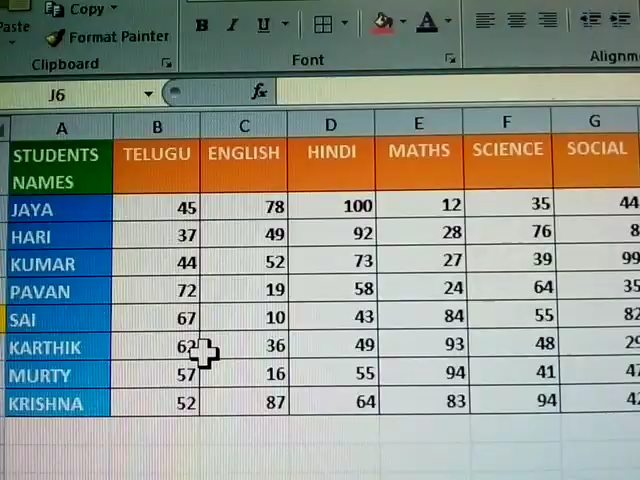 Copy
Paste
Format Painter
B I U A
Clipboard
Font
J6
fx
A B C D E F G
STUDENTS NAMES TELUGU ENGLISH HINDI MATHS SCIENCE SOCIAL
JAYA 45 78 100 12 35 44
HARI 37 49 92 28 76
KUMAR 44 52 73 27 39 99
PAVAN 72 19 58 24 64 35
SAI 67 10 43 84 55 82
KARTHIK 62 36 49 93 48
MURTY 57 16 55 94 41
KRISHNA 52 87 64 83 94